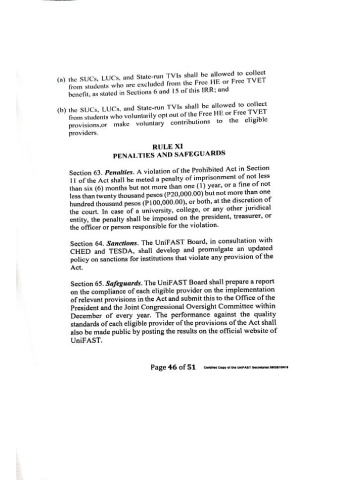 (a) the SUCs, LUCs, and State-run TVIs shall be allowed to collect
from students who are excluded from the Free HE or Free TVET
benefit, as stated in Sections 6 and 15 of this IRR; and
(b) the SUCs, LUCs, and State-run TVIs shall be allowed to collect
from students who voluntarily opt out of the Free HE or Free TVET
provisions,or make voluntary contributions to the eligible
providers.
RULE XI
PENALTIES AND SAFEGUARDS
Section 63. Penalties. A violation of the Prohibited Act in Section
11 of the Act shall be meted a penalty of imprisonment of not less
than six (6) months but not more than one (1) year, or a fine of not
less than twenty thousand pesos (P20,000.00) but not more than one
hundred thousand pesos (P100,000.00), or both, at the discretion of
the court. In case of a university, college, or any other juridical
entity, the penalty shall be imposed on the president, treasurer, or
the officer or person responsible for the violation.
Section 64. Sanctions. The UniFAST Board, in consultation with
CHED and TESDA, shall develop and promulgate an updated
policy on sanctions for institutions that violate any provision of the
Act.
Section 65. Safeguards. The UniFAST Board shall prepare a report
on the compliance of each eligible provider on the implementation
of relevant provisions in the Act and submit this to the Office of the
President and the Joint Congressional Oversight Committee within
December of every year. The performance against the quality
standards of each eligible provider of the provisions of the Act shall
also be made public by posting the results on the official website of
UniFAST.
Page 46 of 51 Certified Copy of the UniFAST Secretariat